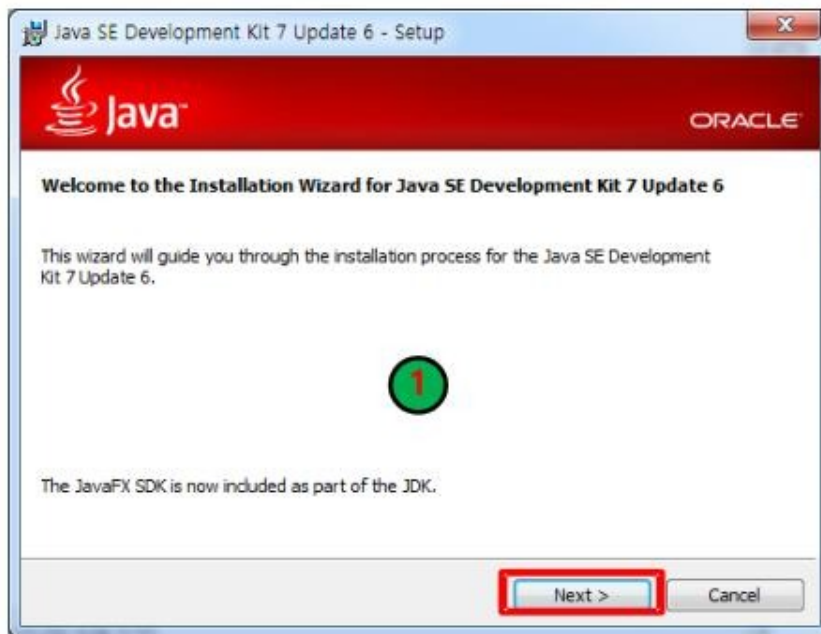 Java SE Development Kit 7 Update 6 - Setup
Java™
ORACLE
Welcome to the Installation Wizard for Java SE Development Kit 7 Update 6
This wizard will guide you through the installation process for the Java SE Development
Kit 7 Update 6.
1
The JavaFX SDK is now included as part of the JDK.
Next >
Cancel